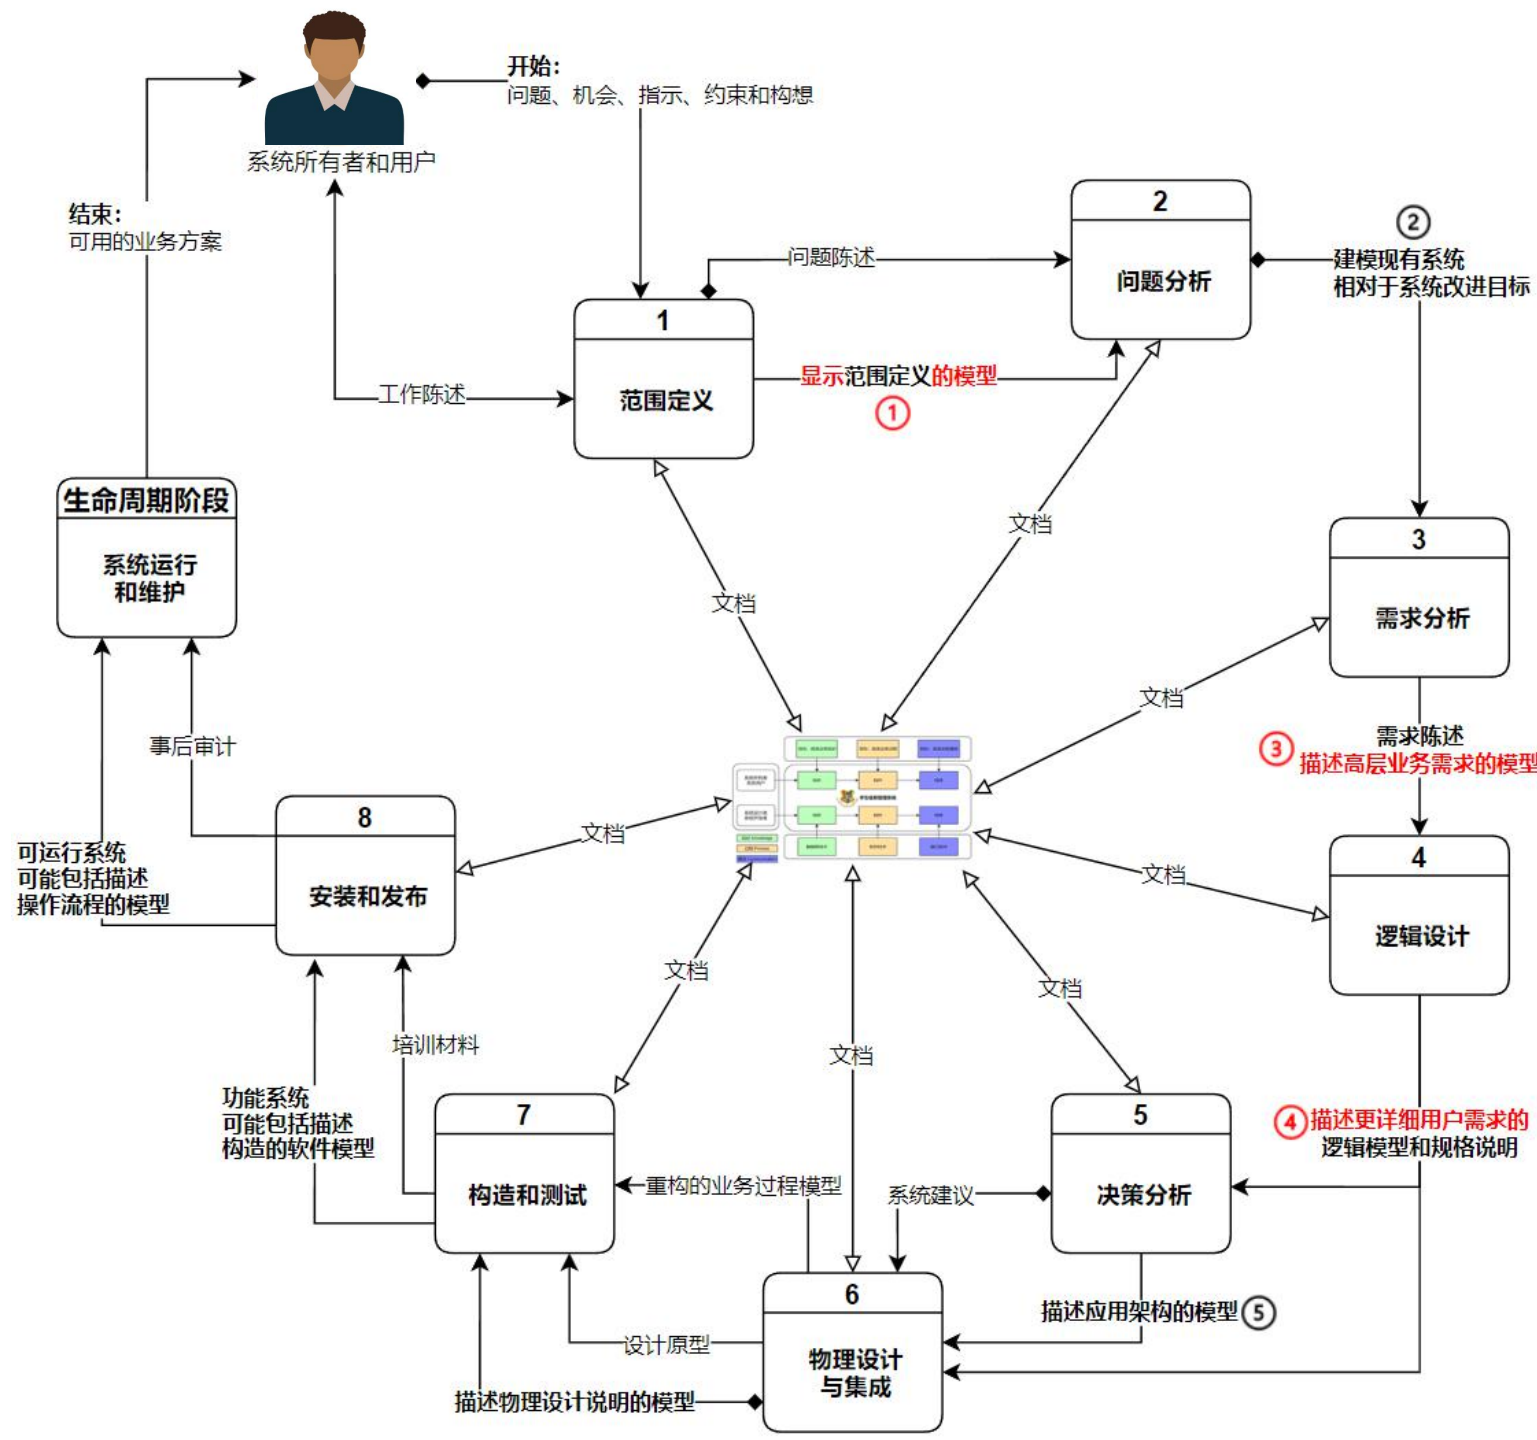 开始：
问题、机会、指示、约束和构想
系统所有者和用户
结束：
可用的业务方案
2
问题分析
②
建模现有系统
相对于系统改进目标
问题陈述
1
范围定义
显示范围定义的模型
①
工作陈述
生命周期阶段
系统运行
和维护
文档
文档
3
需求分析
文档
需求陈述
③
描述高层业务需求的模型
事后审计
8
安装和发布
文档
可运行系统
可能包括描述
操作流程的模型
4
逻辑设计
文档
文档
文档
文档
培训材料
功能系统
可能包括描述
构造的软件模型
7
构造和测试
重构的业务过程模型
系统建议
5
决策分析
④描述更详细用户需求的
逻辑模型和规格说明
描述应用架构的模型⑤
6
物理设计
与集成
设计原型
描述物理设计说明的模型